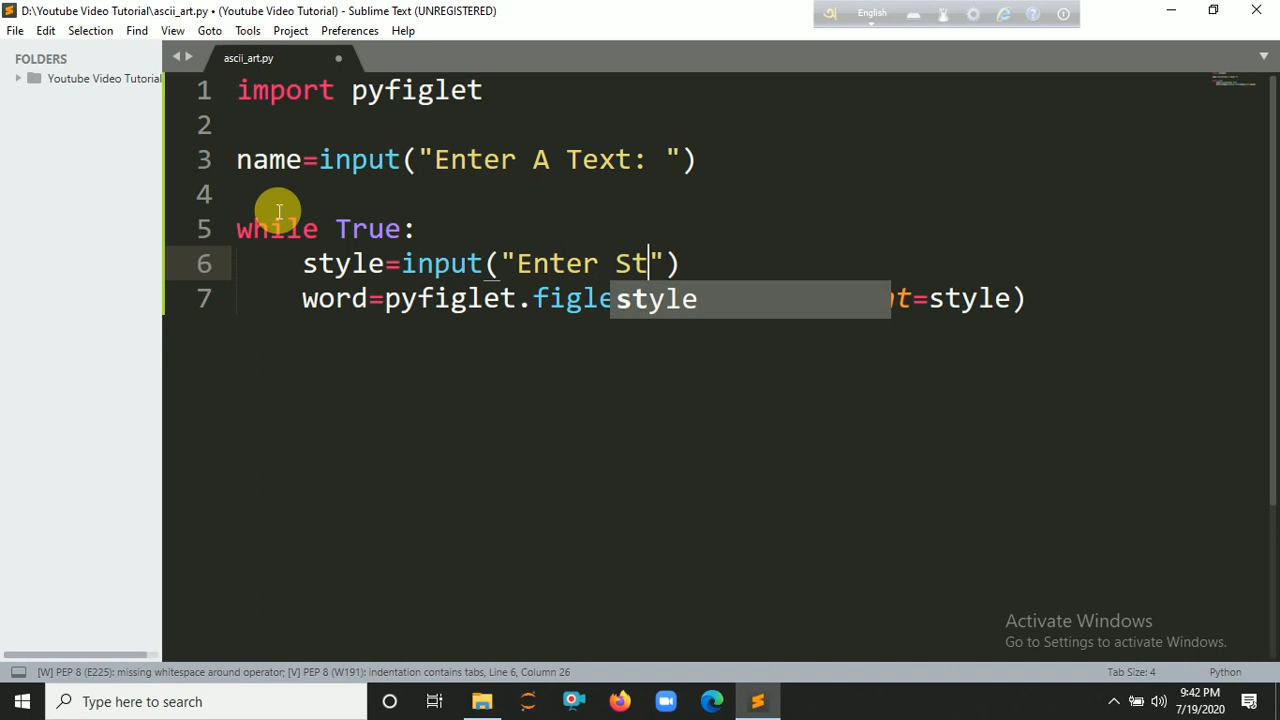 D:\Youtube Video Tutorial\ascii_art.py • (Youtube Video Tutorial) - Sublime Text (UNREGISTERED)
অ English
File Edit Selection Find View Goto Tools Project Preferences Help
FOLDERS
Youtube Video Tutorial
ascii_art.py
1 import pyfiglet
2
3 name=input("Enter A Text: ")
4
5 while True:
6 style=input("Enter St")
7 word=pyfiglet.figle =style)
style
Activate Windows
Go to Settings to activate Windows.
[W] PEP 8 (E225): missing whitespace around operator; [V] PEP 8 (W191): indentation contains tabs, Line 6, Column 26
Tab Size: 4 Python
Type here to search
9:42 PM
7/19/2020